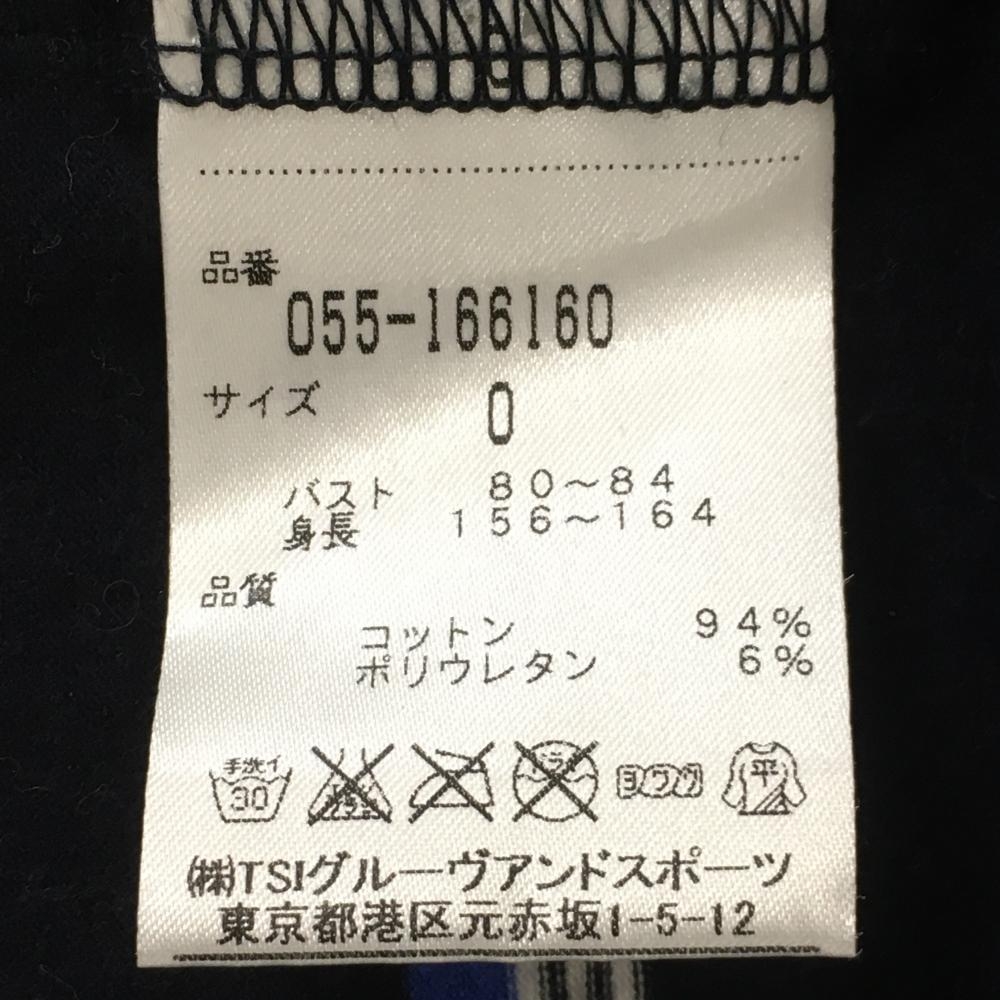 品番
055-166160
サイズ 0
バスト 80～84
身長 156～164
品質
コットン 94%
ポリウレタン 6%
手洗イ 30 ヨワク 平
㈱TSIグルーヴアンドスポーツ
東京都港区元赤坂1-5-12